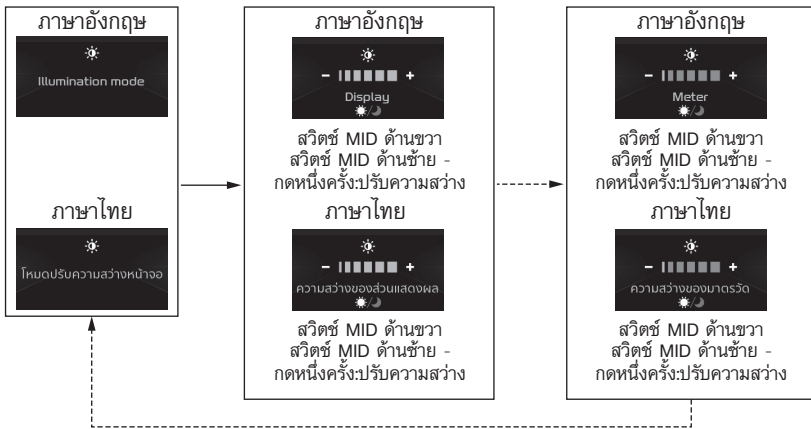 ภาษาอังกฤษ
Illumination mode
ภาษาไทย
โหมดปรับความสว่างหน้าจอ
ภาษาอังกฤษ
- +
Display
/
สวิตช์ MID ด้านขวา
สวิตช์ MID ด้านซ้าย -
กดหนึ่งครั้ง:ปรับความสว่าง
ภาษาไทย
- +
ความสว่างของส่วนแสดงผล
/
สวิตช์ MID ด้านขวา
สวิตช์ MID ด้านซ้าย -
กดหนึ่งครั้ง:ปรับความสว่าง
ภาษาอังกฤษ
- +
Meter
/
สวิตช์ MID ด้านขวา
สวิตช์ MID ด้านซ้าย -
กดหนึ่งครั้ง:ปรับความสว่าง
ภาษาไทย
- +
ความสว่างของมาตรวัด
/
สวิตช์ MID ด้านขวา
สวิตช์ MID ด้านซ้าย -
กดหนึ่งครั้ง:ปรับความสว่าง